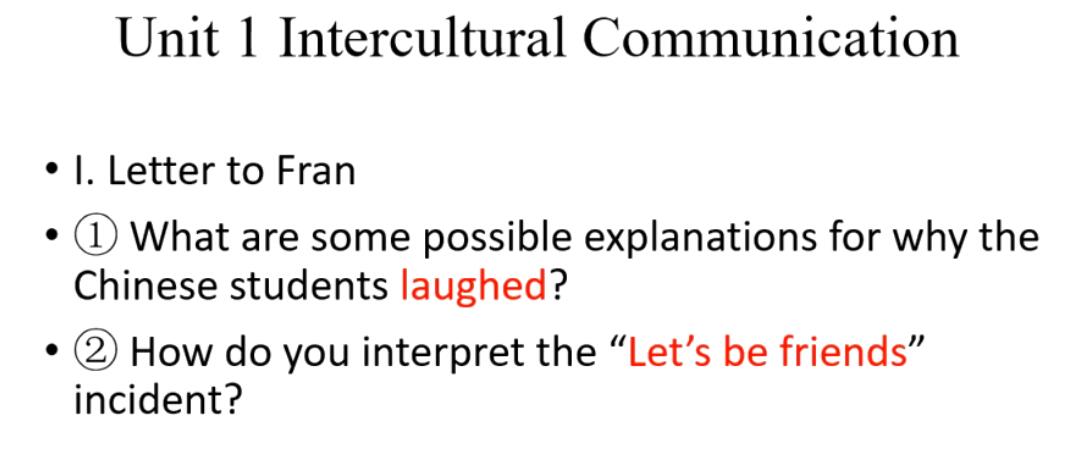 Unit 1 Intercultural Communication
• I. Letter to Fran
• ① What are some possible explanations for why the
Chinese students laughed?
• ② How do you interpret the “Let’s be friends”
incident?